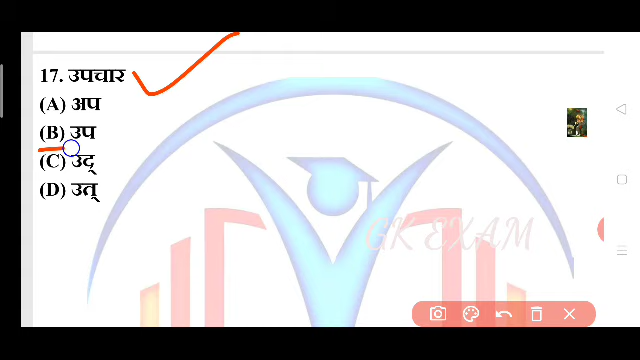 17. उपचार
(A) अप
(B) उप
(C) उद्
(D) उत्
GK EXAM